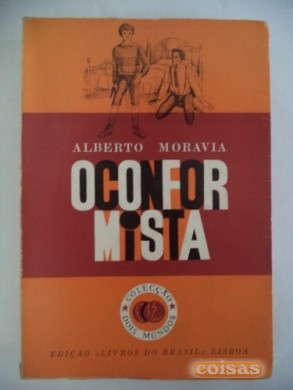 ALBERTO MORAVIA
OCONFOR
MiSTA
COLECÇÃO
DOIS MUNDOS
EDIÇÃO «LIVROS DO BRASIL» LISBOA
coisas